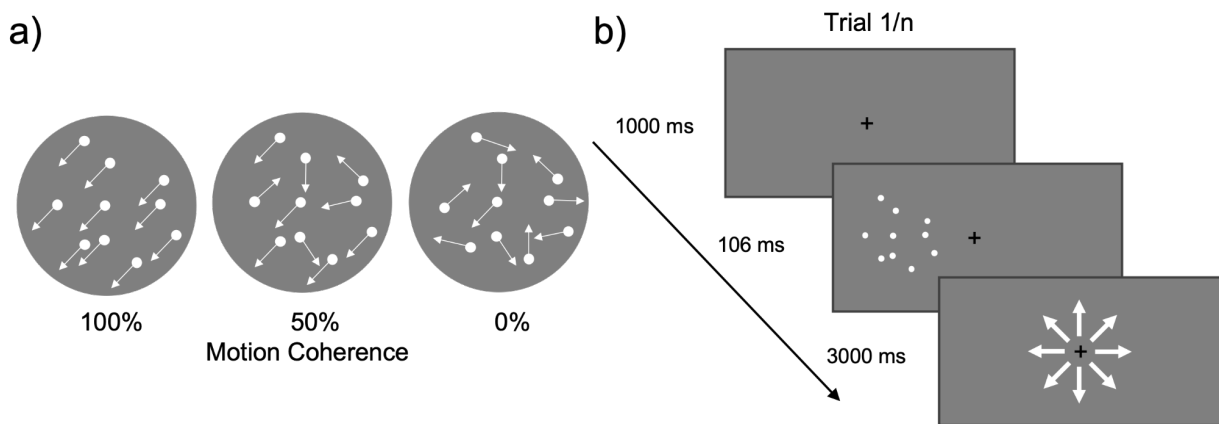 a)
100%
50%
0%
Motion Coherence
b)
Trial 1/n
1000 ms
106 ms
3000 ms